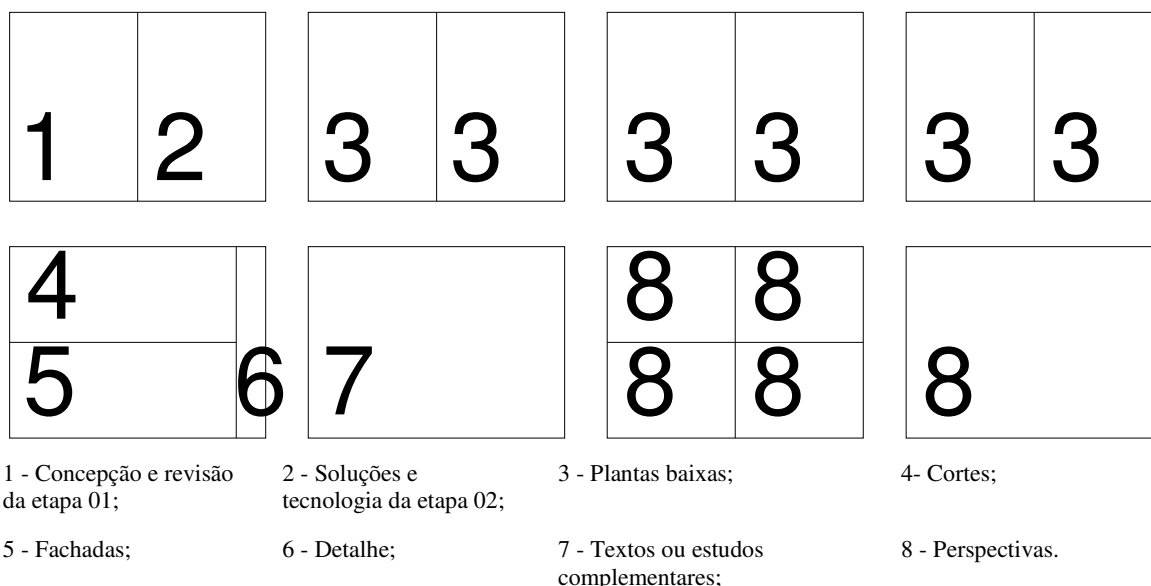 1 2 3 3 3 3 3 3
4 8 8
5 6 7 8 8 8
1 - Concepção e revisão
da etapa 01;
2 - Soluções e
tecnologia da etapa 02;
3 - Plantas baixas;
4- Cortes;
5 - Fachadas;
6 - Detalhe;
7 - Textos ou estudos
complementares;
8 - Perspectivas.